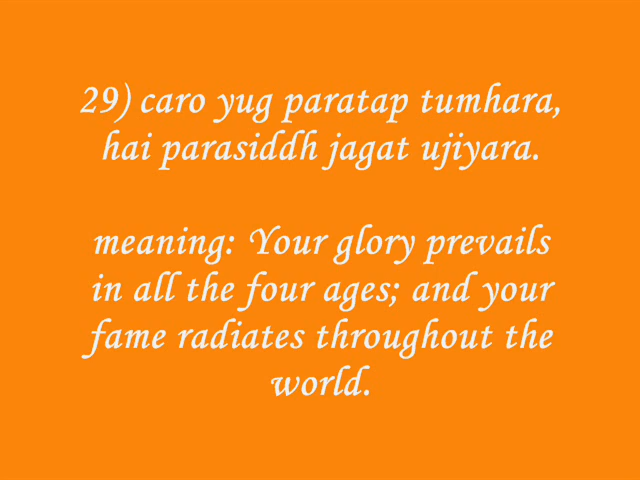 29) caro yug paratap tumhara,
hai parasiddh jagat ujiyara.
meaning: Your glory prevails
in all the four ages; and your
fame radiates throughout the
world.